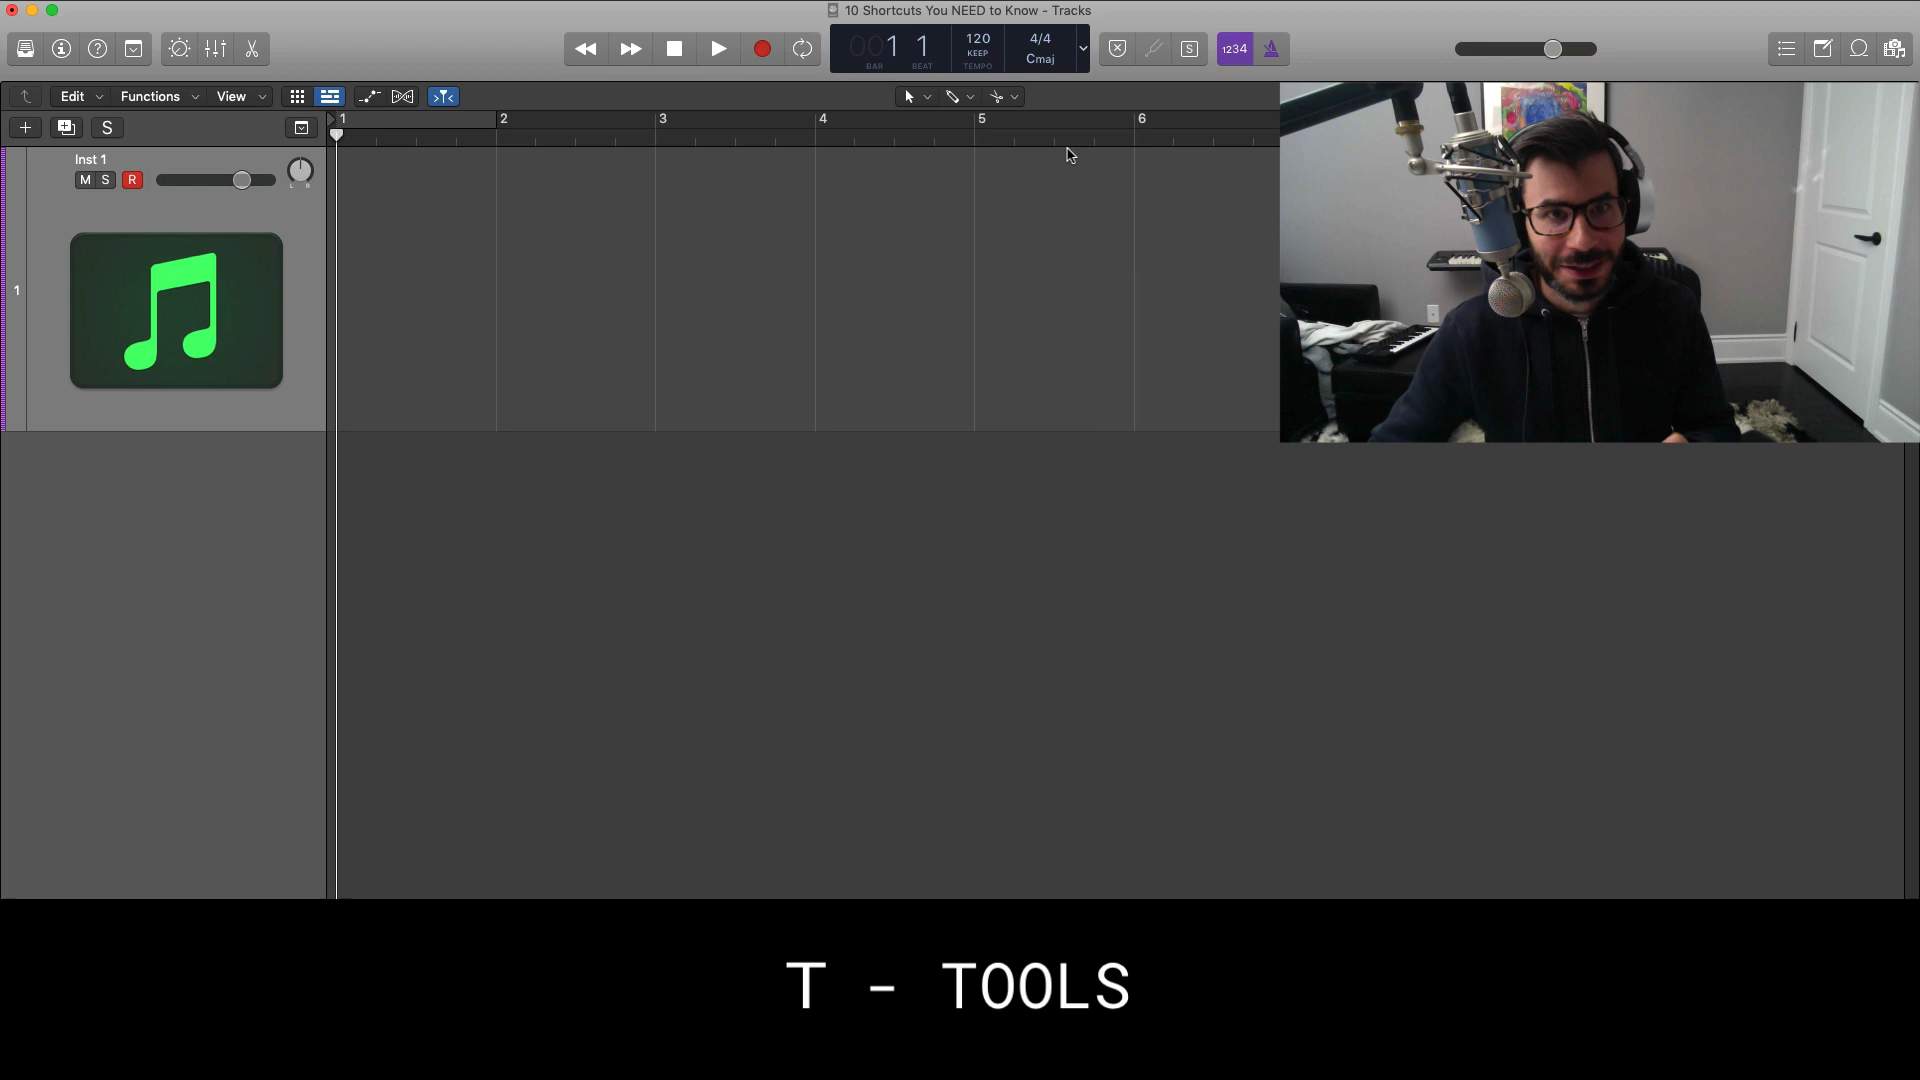 10 Shortcuts You NEED to Know - Tracks
001 1
BAR BEAT
120
KEEP
TEMPO
4/4
Cmaj
S
1234
Edit Functions View
S
1 2 3 4 5 6
Inst 1
M S R
L R
1
T - TOOLS